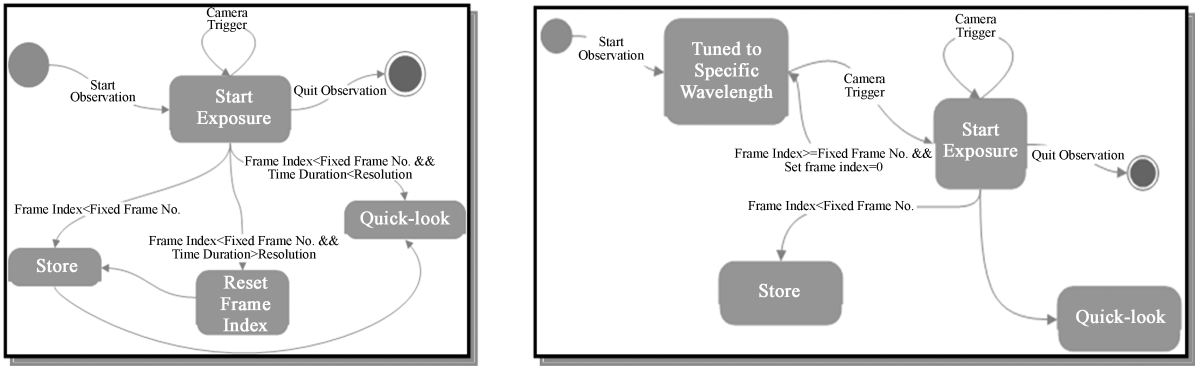 Camera
Trigger
Start
Observation
Start
Exposure
Quit Observation
Frame Index<Fixed Frame No. &&
Time Duration<Resolution
Frame Index<Fixed Frame No.
Quick-look
Frame Index<Fixed Frame No. &&
Time Duration>Resolution
Store
Reset
Frame
Index
Start
Observation
Tuned to
Specific
Wavelength
Camera
Trigger
Camera
Trigger
Start
Exposure
Frame Index>=Fixed Frame No. &&
Set frame index=0
Quit Observation
Frame Index<Fixed Frame No.
Store
Quick-look